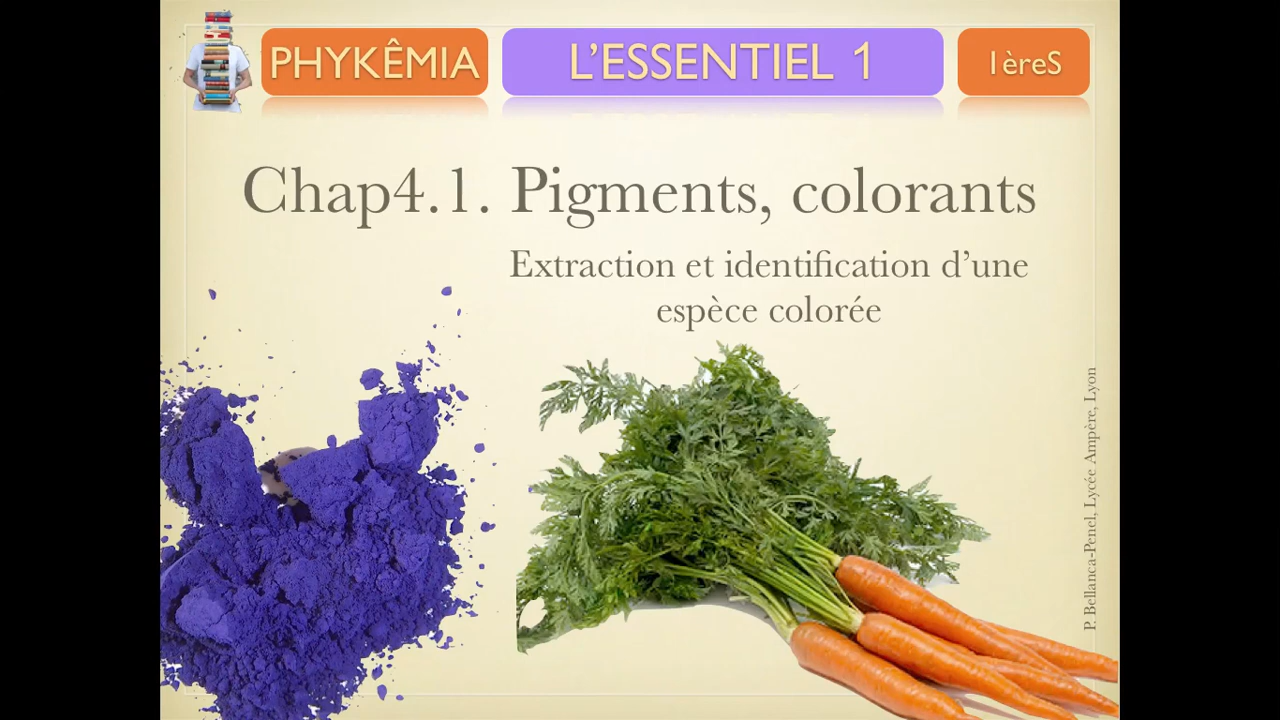 PHYKÊMIA
L'ESSENTIEL 1
1èreS
Chap4.1. Pigments, colorants
Extraction et identification d'une
espèce colorée
P. Bellanca-Penel, Lycée Ampère, Lyon